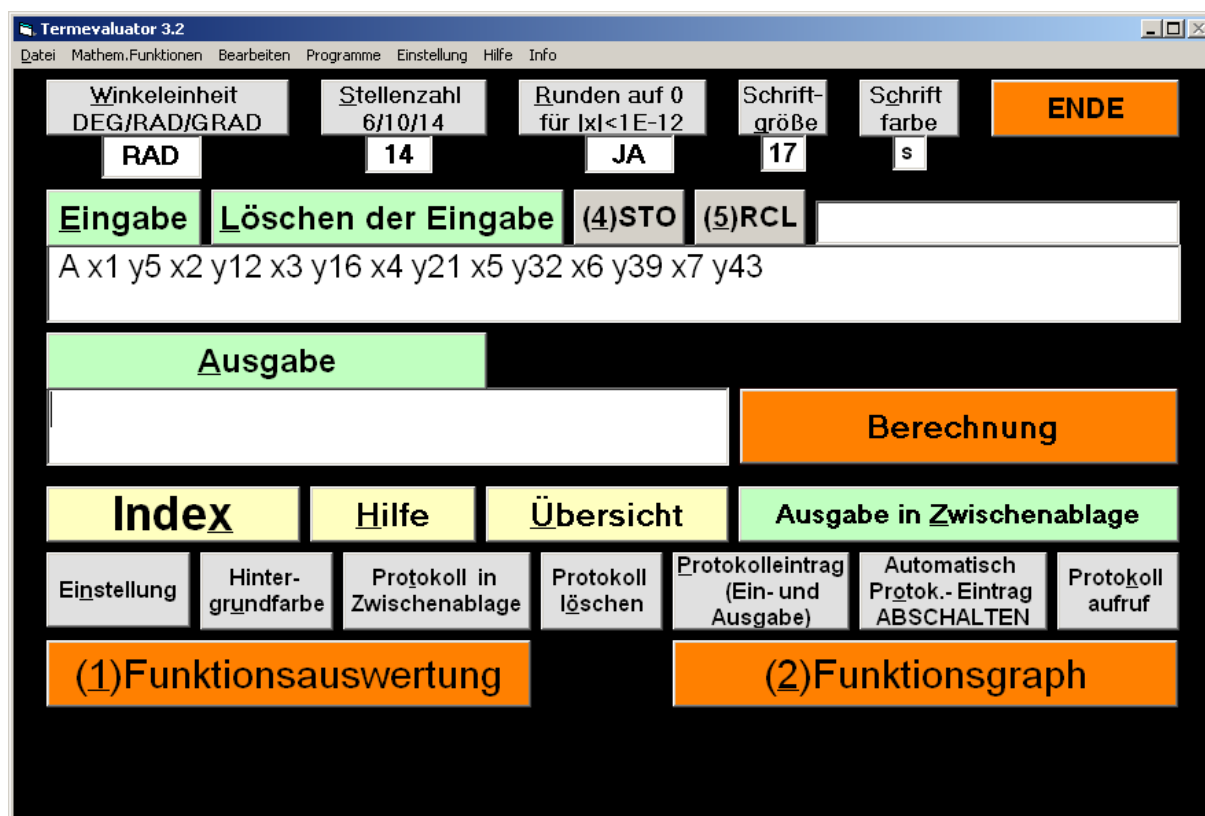 Termevaluator 3.2
Datei Mathem.Funktionen Bearbeiten Programme Einstellung Hilfe Info
Winkeleinheit
DEG/RAD/GRAD
RAD
Stellenzahl
6/10/14
14
Runden auf 0
für |x|<1E-12
JA
Schrift-
größe
17
Schrift
farbe
s
ENDE
Eingabe
Löschen der Eingabe
(4)STO
(5)RCL
A x1 y5 x2 y12 x3 y16 x4 y21 x5 y32 x6 y39 x7 y43
Ausgabe
Berechnung
Index
Hilfe
Übersicht
Ausgabe in Zwischenablage
Einstellung
Hinter-
grundfarbe
Protokoll in
Zwischenablage
Protokoll
löschen
Protokolleintrag
(Ein- und
Ausgabe)
Automatisch
Protok.- Eintrag
ABSCHALTEN
Protokoll
aufruf
(1)Funktionsauswertung
(2)Funktionsgraph